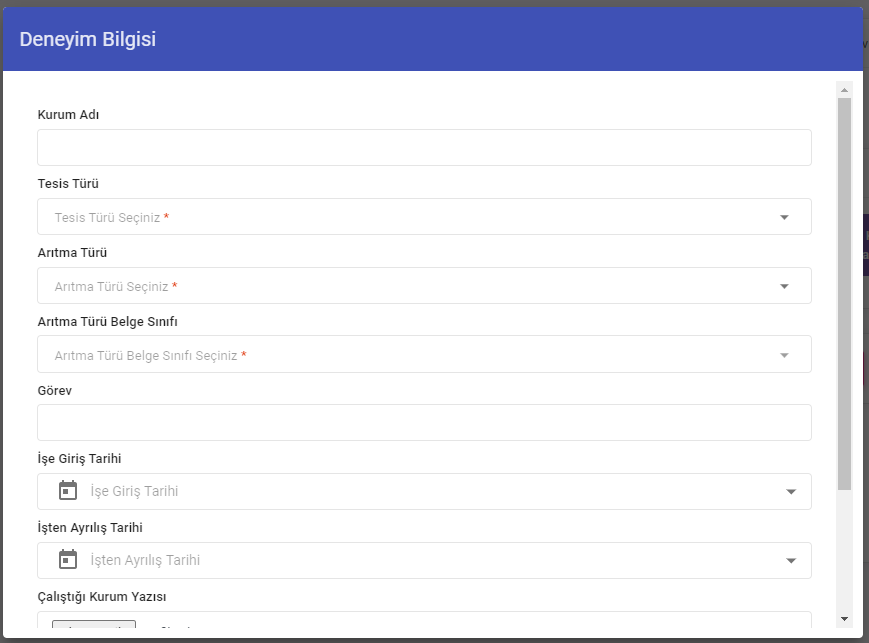 Deneyim Bilgisi
Kurum Adı
Tesis Türü
Tesis Türü Seçiniz *
Arıtma Türü
Arıtma Türü Seçiniz *
Arıtma Türü Belge Sınıfı
Arıtma Türü Belge Sınıfı Seçiniz *
Görev
İşe Giriş Tarihi
İşe Giriş Tarihi
İşten Ayrılış Tarihi
İşten Ayrılış Tarihi
Çalıştığı Kurum Yazısı